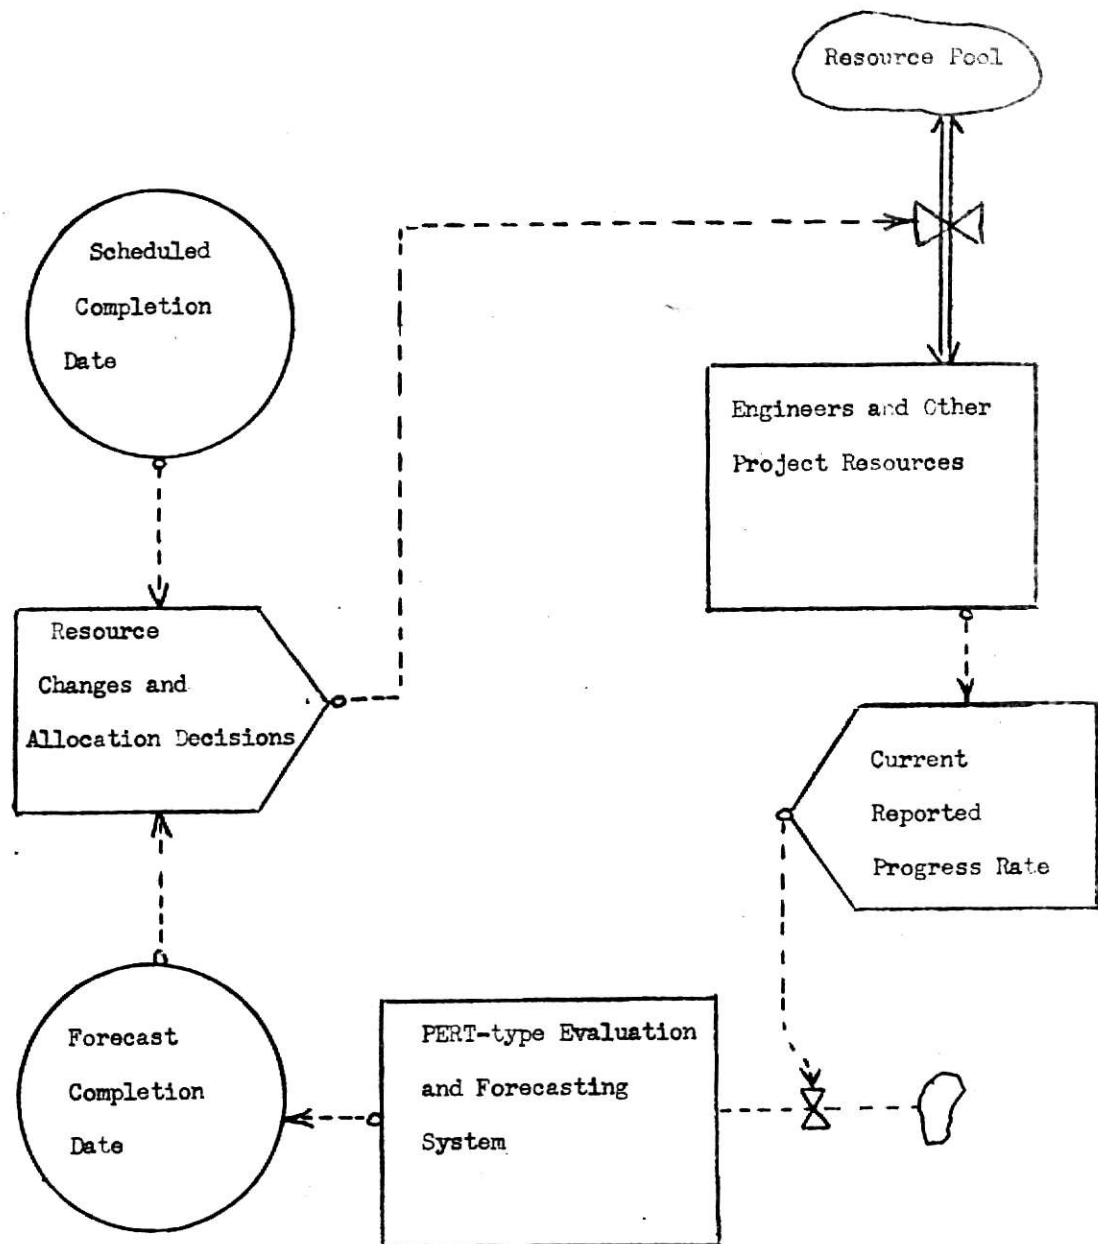 Resource Pool
Scheduled
Completion
Date
Engineers and Other
Project Resources
Resource
Changes and
Allocation Decisions
Current
Reported
Progress Rate
Forecast
Completion
Date
PERT-type Evaluation
and Forecasting
System